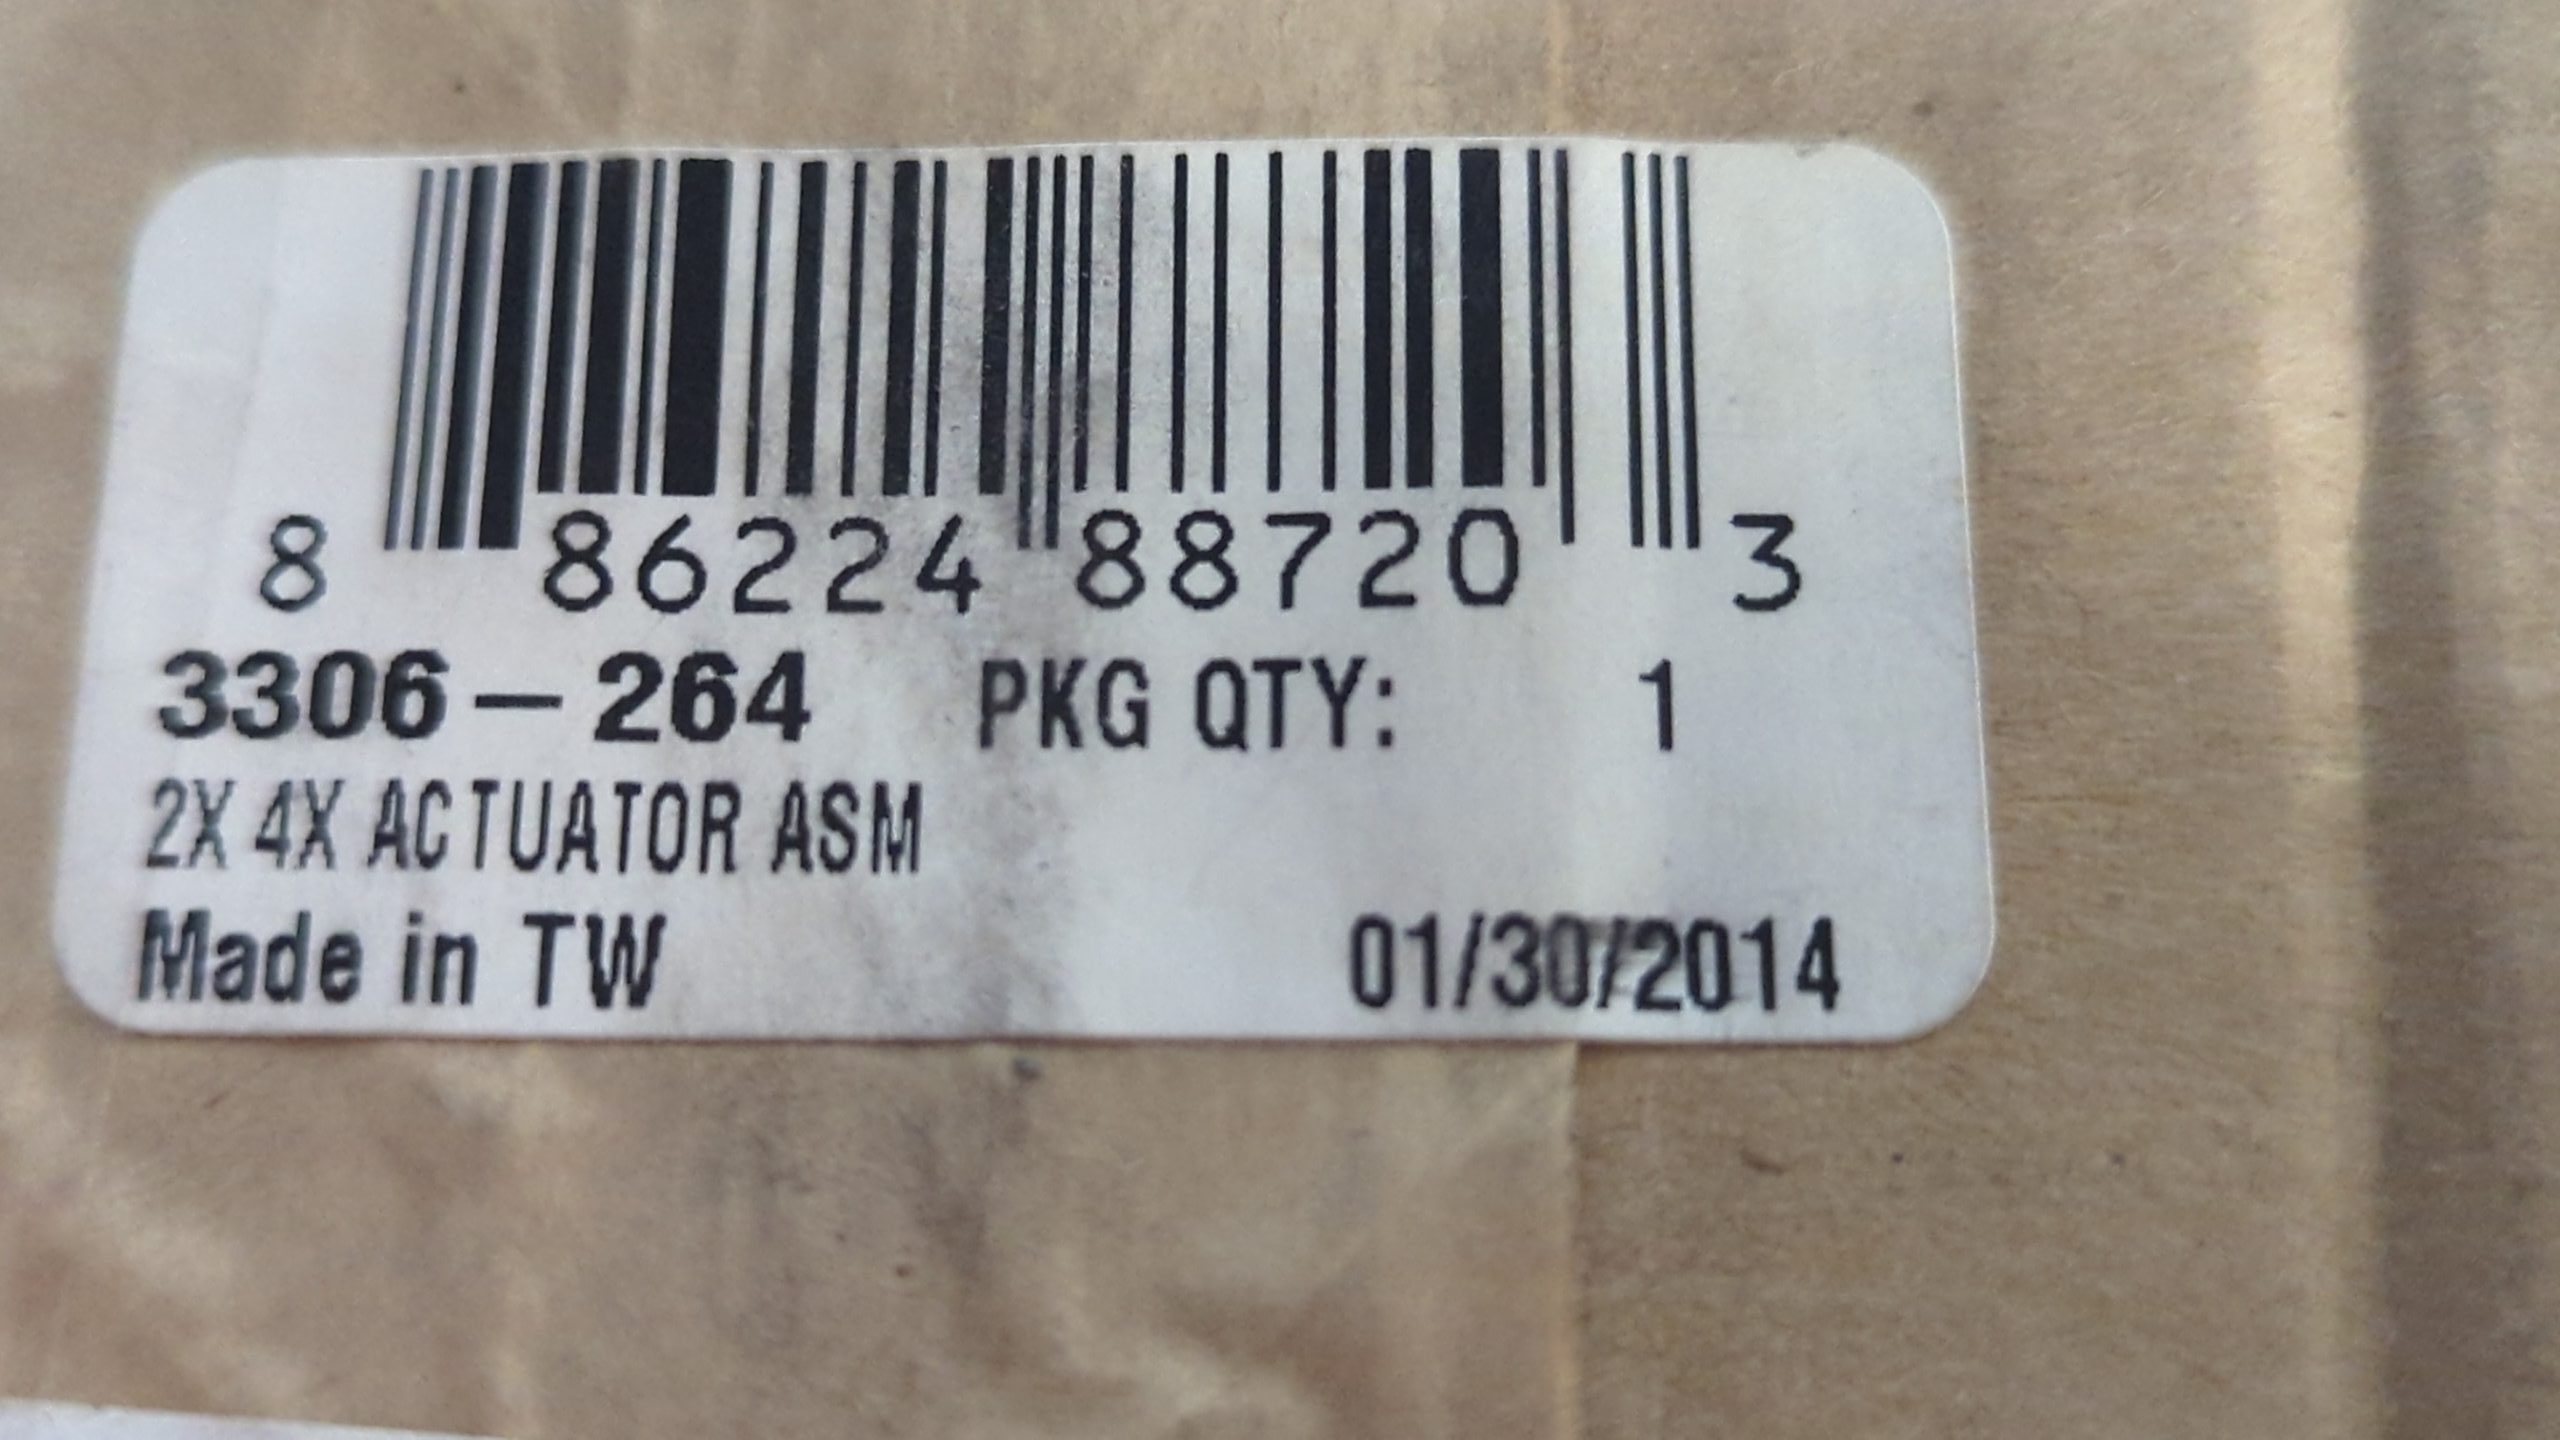 8 86224 88720 3
3306-264 PKG QTY: 1
2X 4X ACTUATOR ASM
Made in TW 01/30/2014